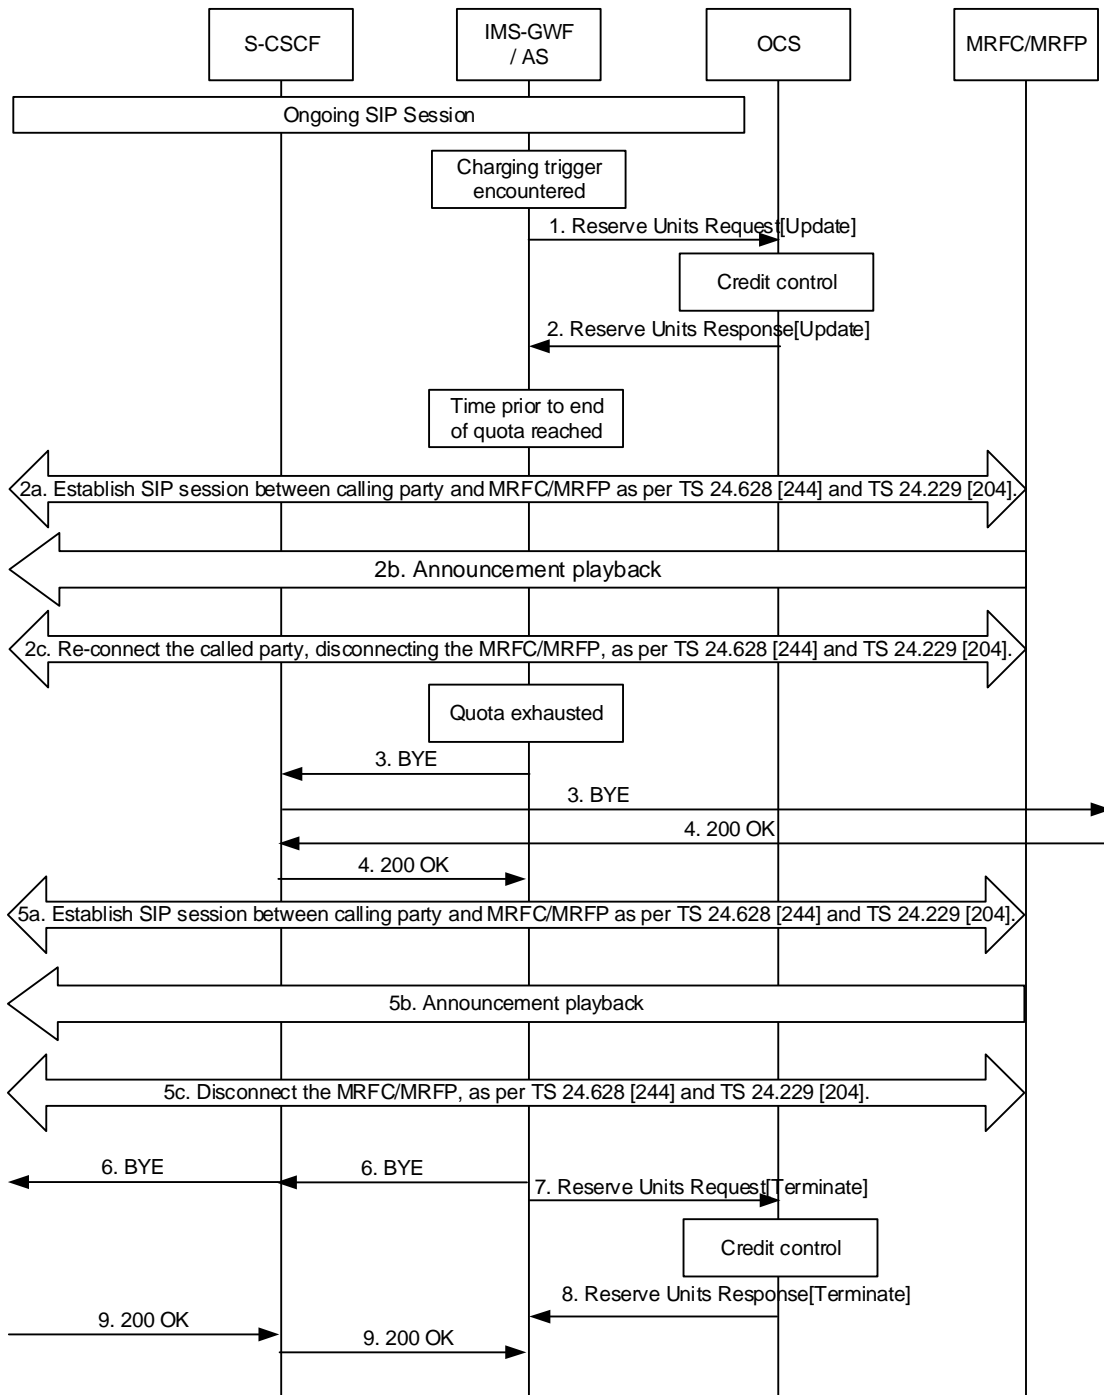 S-CSCF
IMS-GWF
/ AS
OCS
MRFC/MRFP
Ongoing SIP Session
Charging trigger
encountered
1. Reserve Units Request[Update]
Credit control
2. Reserve Units Response[Update]
Time prior to end
of quota reached
2a. Establish SIP session between calling party and MRFC/MRFP as per TS 24.628 [244] and TS 24.229 [204].
2b. Announcement playback
2c. Re-connect the called party, disconnecting the MRFC/MRFP, as per TS 24.628 [244] and TS 24.229 [204].
Quota exhausted
3. BYE
3. BYE
4. 200 OK
4. 200 OK
5a. Establish SIP session between calling party and MRFC/MRFP as per TS 24.628 [244] and TS 24.229 [204].
5b. Announcement playback
5c. Disconnect the MRFC/MRFP, as per TS 24.628 [244] and TS 24.229 [204].
6. BYE
6. BYE
7. Reserve Units Request[Terminate]
Credit control
8. Reserve Units Response[Terminate]
9. 200 OK
9. 200 OK